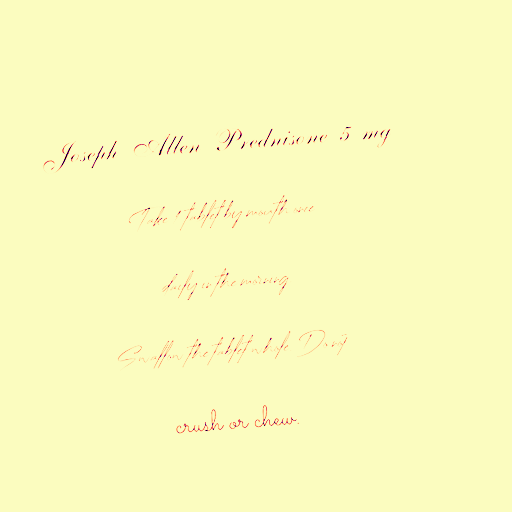 Joseph Allen Prednisone 5 mg
Take 1 tablet by mouth once
daily in the morning
Swallow the tablet whole. Do not
crush or chew.